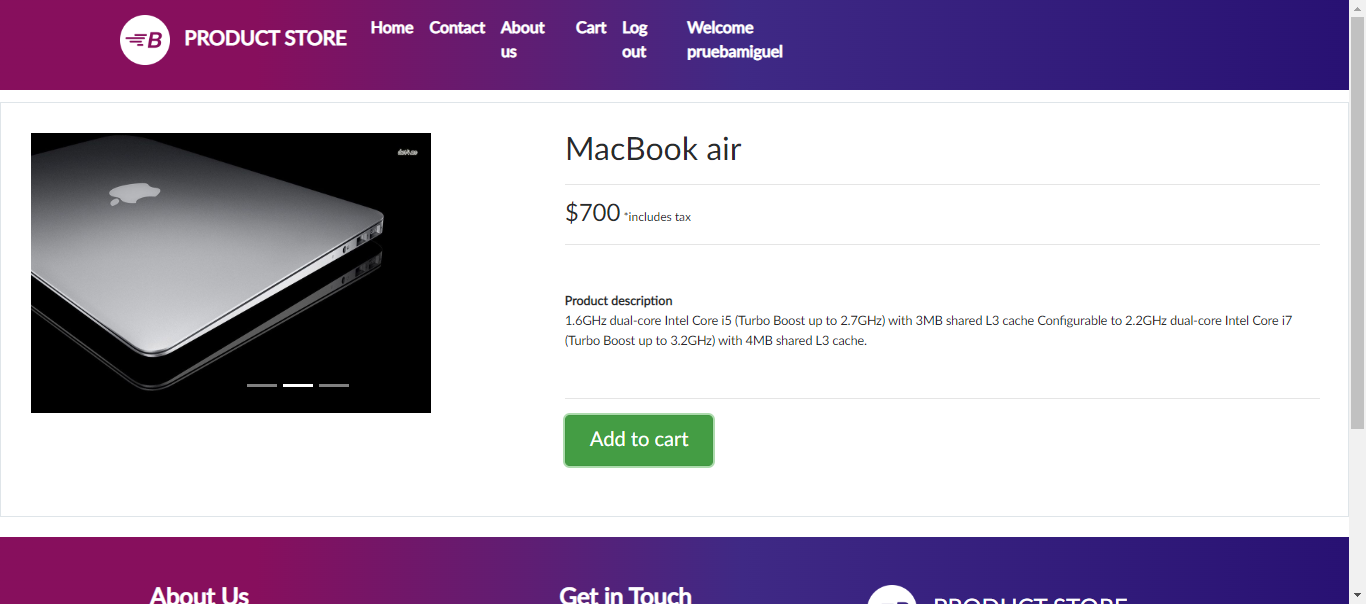 B PRODUCT STORE
Home Contact About us Cart Log out Welcome pruebamiguel
MacBook air
$700 *includes tax
Product description
1.6GHz dual-core Intel Core i5 (Turbo Boost up to 2.7GHz) with 3MB shared L3 cache Configurable to 2.2GHz dual-core Intel Core i7
(Turbo Boost up to 3.2GHz) with 4MB shared L3 cache.
Add to cart
About Us
Get in Touch
PRODUCT STORE